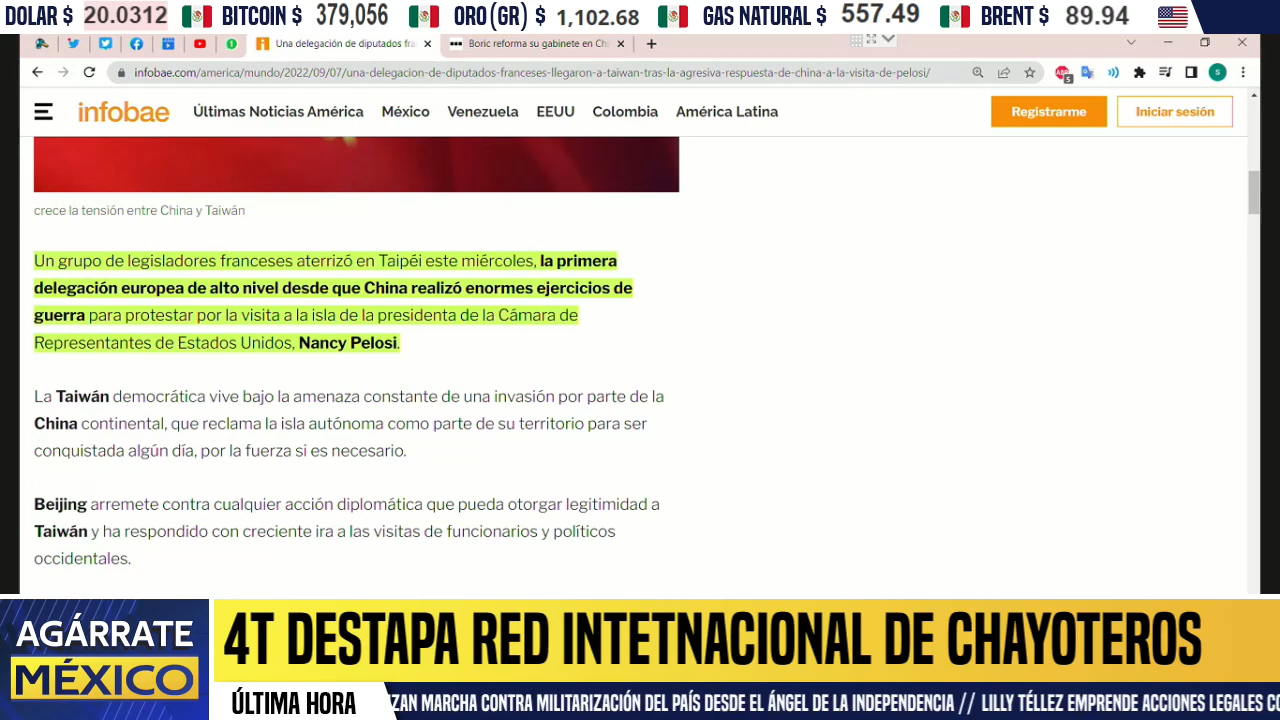 DOLAR $ 20.0312 BITCOIN $ 379,056 ORO(GR) $ 1,102.68 GAS NATURAL $ 557.49 BRENT $ 89.94
Una delegación de diputados fra
Boric reforma su gabinete en Ch
infobae.com/america/mundo/2022/09/07/una-delegacion-de-diputados-franceses-llegaron-a-taiwan-tras-la-agresiva-respuesta-de-china-a-la-visita-de-pelosi/
infobae Últimas Noticias América México Venezuela EEUU Colombia América Latina Registrarme Iniciar sesión
crece la tensión entre China y Taiwán
Un grupo de legisladores franceses aterrizó en Taipéi este miércoles, la primera
delegación europea de alto nivel desde que China realizó enormes ejercicios de
guerra para protestar por la visita a la isla de la presidenta de la Cámara de
Representantes de Estados Unidos, Nancy Pelosi.
La Taiwán democrática vive bajo la amenaza constante de una invasión por parte de la
China continental, que reclama la isla autónoma como parte de su territorio para ser
conquistada algún día, por la fuerza si es necesario.
Beijing arremete contra cualquier acción diplomática que pueda otorgar legitimidad a
Taiwán y ha respondido con creciente ira a las visitas de funcionarios y políticos
occidentales.
AGÁRRATE
MÉXICO
4T DESTAPA RED INTETNACIONAL DE CHAYOTEROS
ÚLTIMA HORA
ZAN MARCHA CONTRA MILITARIZACIÓN DEL PAÍS DESDE EL ÁNGEL DE LA INDEPENDENCIA // LILLY TÉLLEZ EMPRENDE ACCIONES LEGALES CO